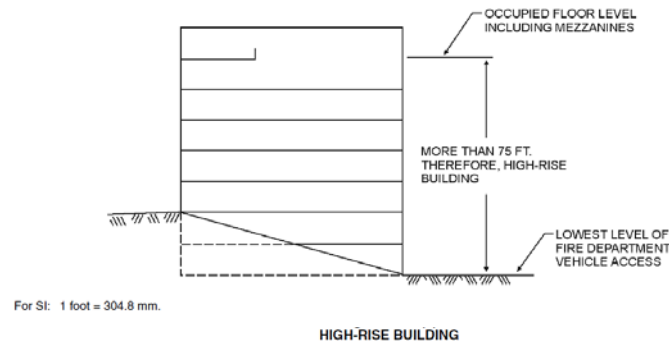 OCCUPIED FLOOR LEVEL
INCLUDING MEZZANINES
MORE THAN 75 FT.
THEREFORE, HIGH-RISE
BUILDING
LOWEST LEVEL OF
FIRE DEPARTMENT
VEHICLE ACCESS
For SI: 1 foot = 304.8 mm.
HIGH-RISE BUILDING